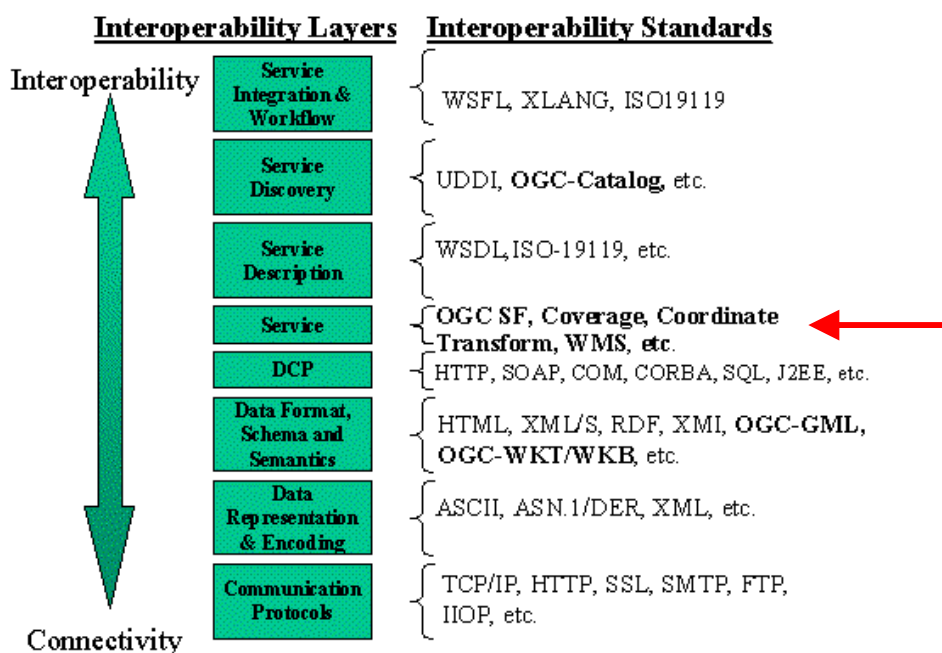 Interoperability Layers Interoperability Standards
Interoperability
Service
Integration &
Workflow
WSFL, XLANG, ISO19119
Service
Discovery
UDDI, OGC-Catalog, etc.
Service
Description
WSDL,ISO-19119, etc.
Service
OGC SF, Coverage, Coordinate
Transform, WMS, etc.
DCP
HTTP, SOAP, COM, CORBA, SQL, J2EE, etc.
Data Format,
Schema and
Semantics
HTML, XML/S, RDF, XMI, OGC-GML,
OGC-WKT/WKB, etc.
Data
Representation
& Encoding
ASCII, ASN.1/DER, XML, etc.
Communication
Protocols
TCP/IP, HTTP, SSL, SMTP, FTP,
IIOP, etc.
Connectivity